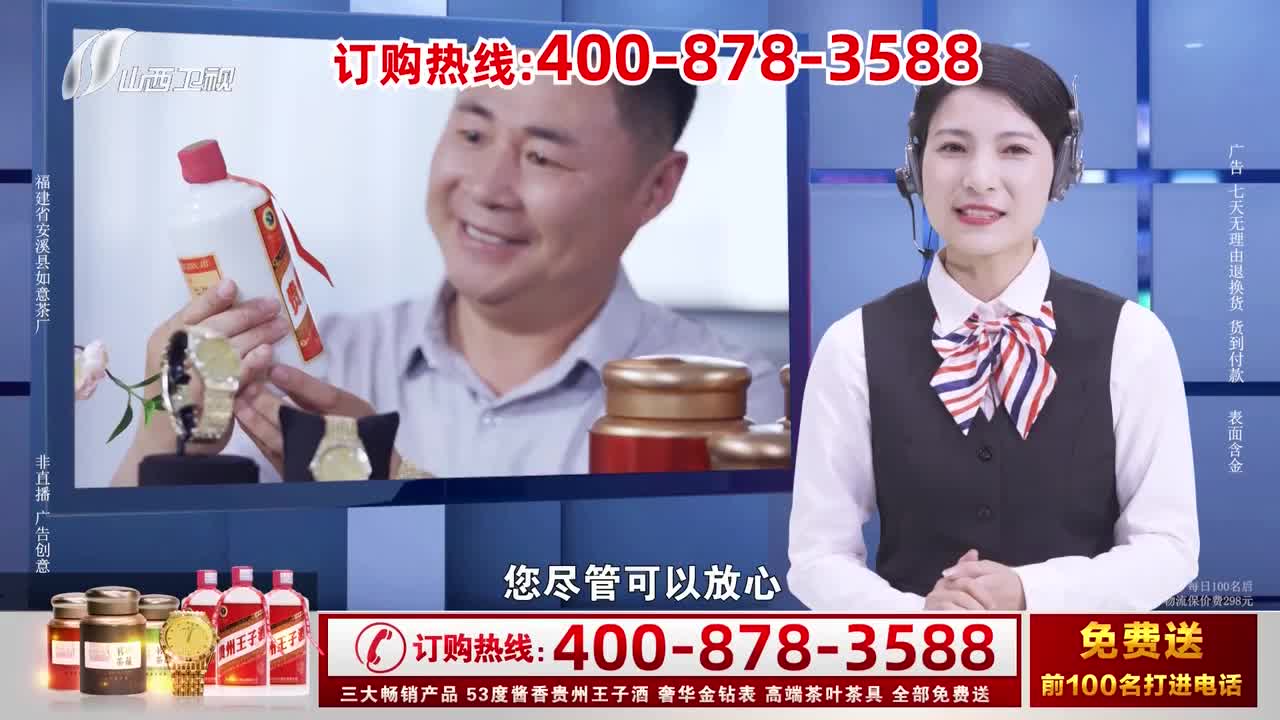 山西卫视
订购热线:400-878-3588
福建省安溪县如意茶厂
非直播 广告创意
广告 七天无理由退换货 货到付款 表面含金
您尽管可以放心
每日100名后
物流保价费298元
贵州王子酒
订购热线:400-878-3588
三大畅销产品 53度酱香贵州王子酒 奢华金钻表 高端茶叶茶具 全部免费送
免费送
前100名打进电话